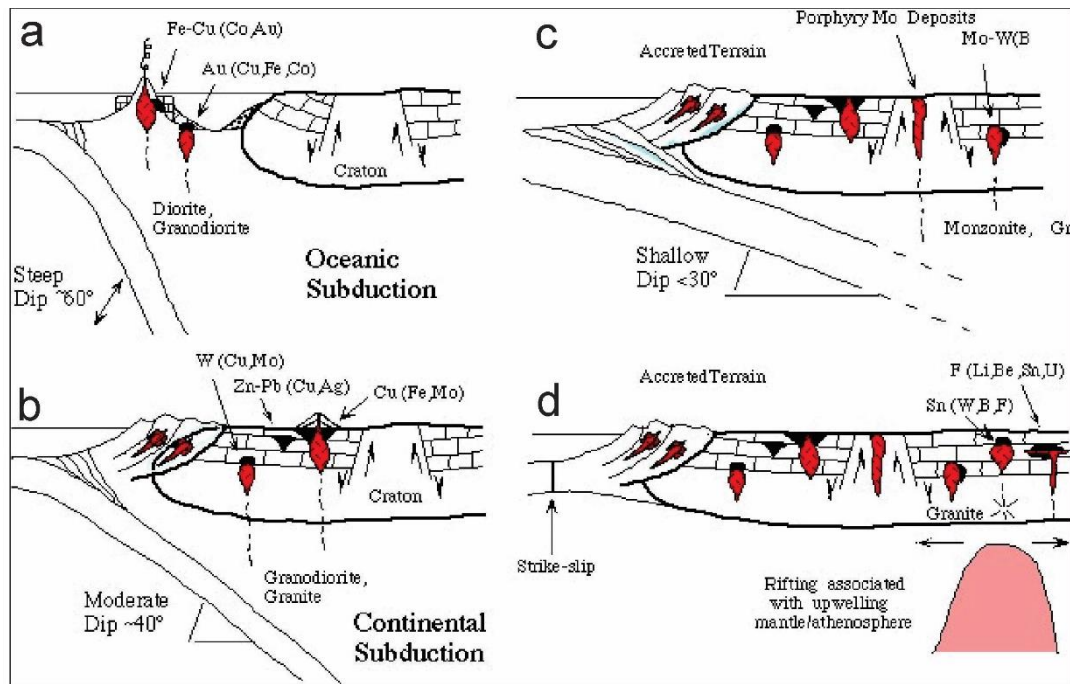 a
Fe-Cu (Co,Au)
Au (Cu,Fe,Co)
Craton
Diorite,
Granodiorite
Steep
Dip ~60°
Oceanic
Subduction
b
W (Cu,Mo)
Zn-Pb (Cu,Ag)
Cu (Fe,Mo)
Craton
Granodiorite,
Granite
Moderate
Dip ~40°
Continental
Subduction
c
Porphyry Mo Deposits
Mo-W(B
Accreted Terrain
Monzonite, Gr
Shallow
Dip <30°
d
Accreted Terrain
F (Li,Be,Sn,U)
Sn (W,B,F)
Granite
Strike-slip
Rifting associated
with upwelling
mantle/athenosphere